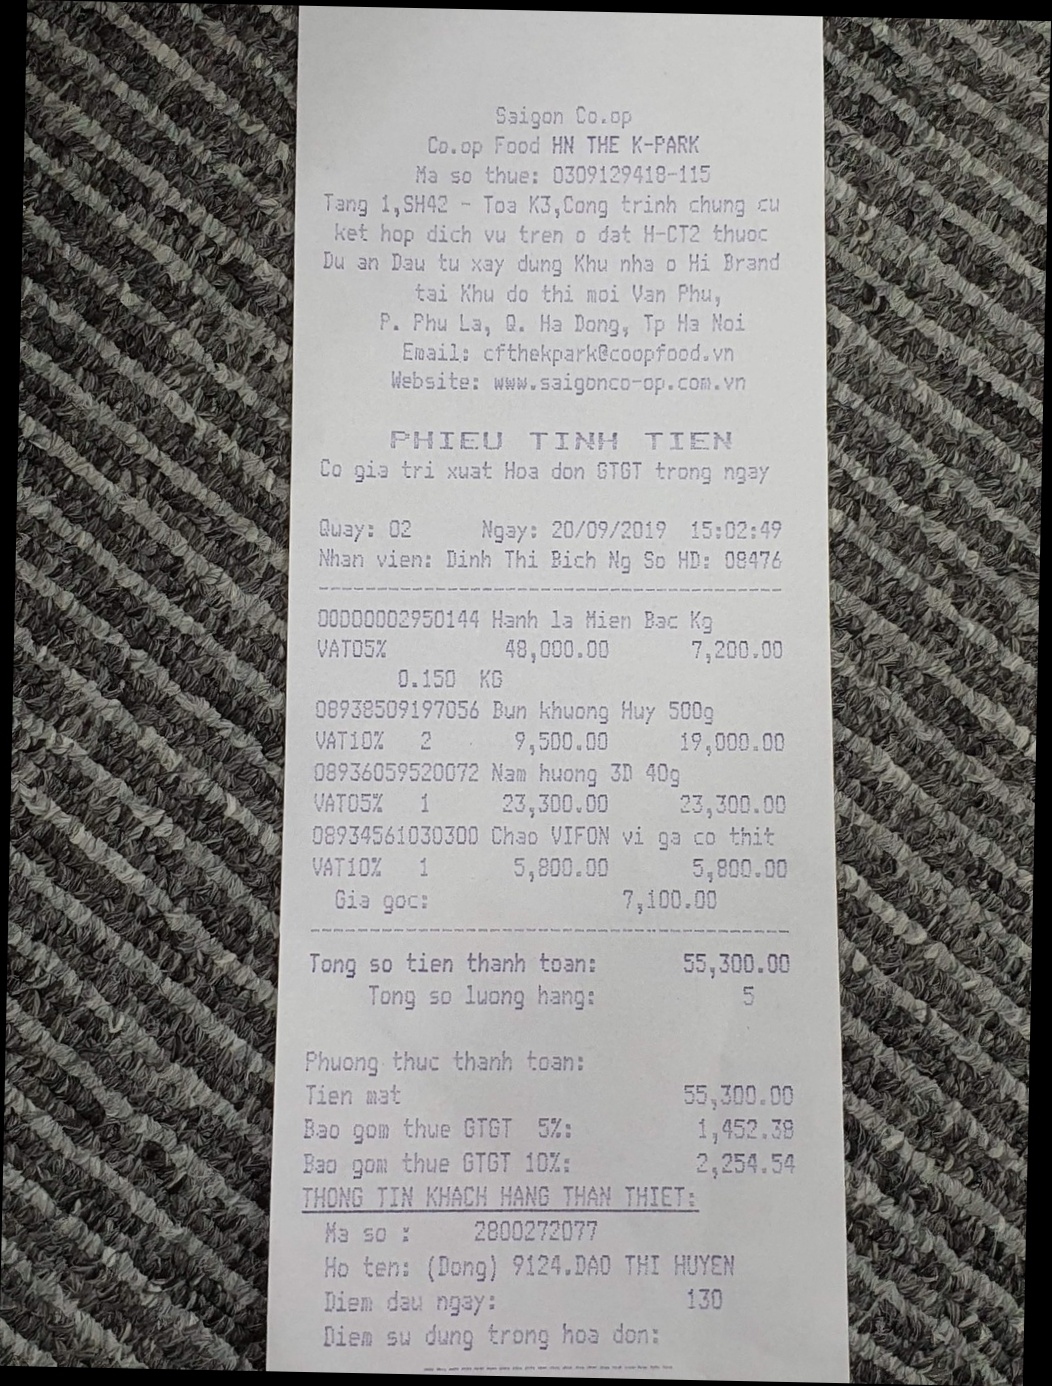 Saigon Co.op
Co.op Food HN THE K-PARK
Ma so thue: 0309129418-115
Tang 1,SH42 - Toa K3,Cong trinh chung cu
ket hop dich vu tren o dat H-CT2 thuoc
Du an Dau tu xay dung Khu nha o Hi Brand
tai Khu do thi moi Van Phu,
P. Phu La, Q. Ha Dong, Tp Ha Noi
Email: cfthekpark@coopfood.vn
Website: www.saigonco-op.com.vn
PHIEU TINH TIEN
Co gia tri xuat Hoa don GTGT trong ngay
Quay: 02 Ngay: 20/09/2019 15:02:49
Nhan vien: Dinh Thi Bich Ng So HD: 08476
00000002950144 Hanh la Mien Bac Kg
VAT05% 48,000.00 7,200.00
0.150 KG
08938509197056 Bun khuong Huy 500g
VAT10% 2 9,500.00 19,000.00
08936059520072 Nam huong 3D 40g
VAT05% 1 23,300.00 23,300.00
08934561030300 Chao VIFON vi ga co thit
VAT10% 1 5,800.00 5,800.00
Gia goc: 7,100.00
Tong so tien thanh toan: 55,300.00
Tong so luong hang: 5
Phuong thuc thanh toan:
Tien mat 55,300.00
Bao gom thue GTGT 5%: 1,452.38
Bao gom thue GTGT 10%: 2,254.54
THONG TIN KHACH HANG THAN THIET:
Ma so : 2800272077
Ho ten: (Dong) 9124.DAO THI HUYEN
Diem dau ngay: 130
Diem su dung trong hoa don: